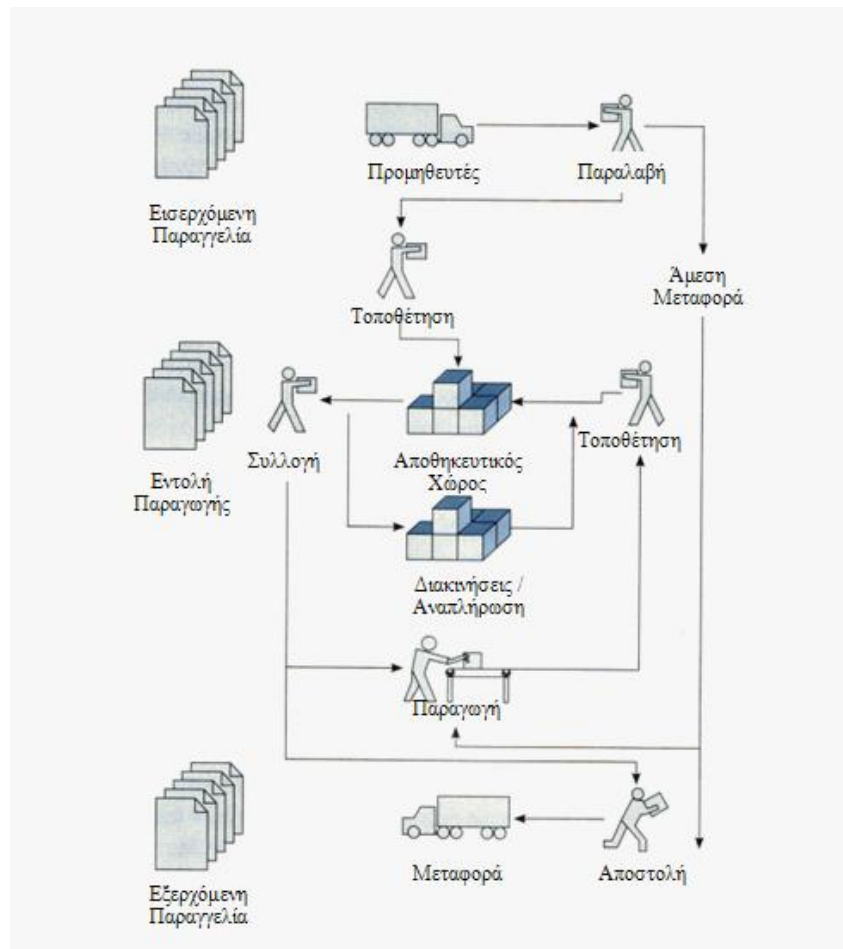 Προμηθευτές
Παραλαβή
Εισερχόμενη
Παραγγελία
Άμεση
Μεταφορά
Τοποθέτηση
Συλλογή
Αποθηκευτικός
Χώρος
Τοποθέτηση
Εντολή
Παραγωγής
Διακινήσεις /
Αναπλήρωση
Παραγωγή
Μεταφορά
Αποστολή
Εξερχόμενη
Παραγγελία